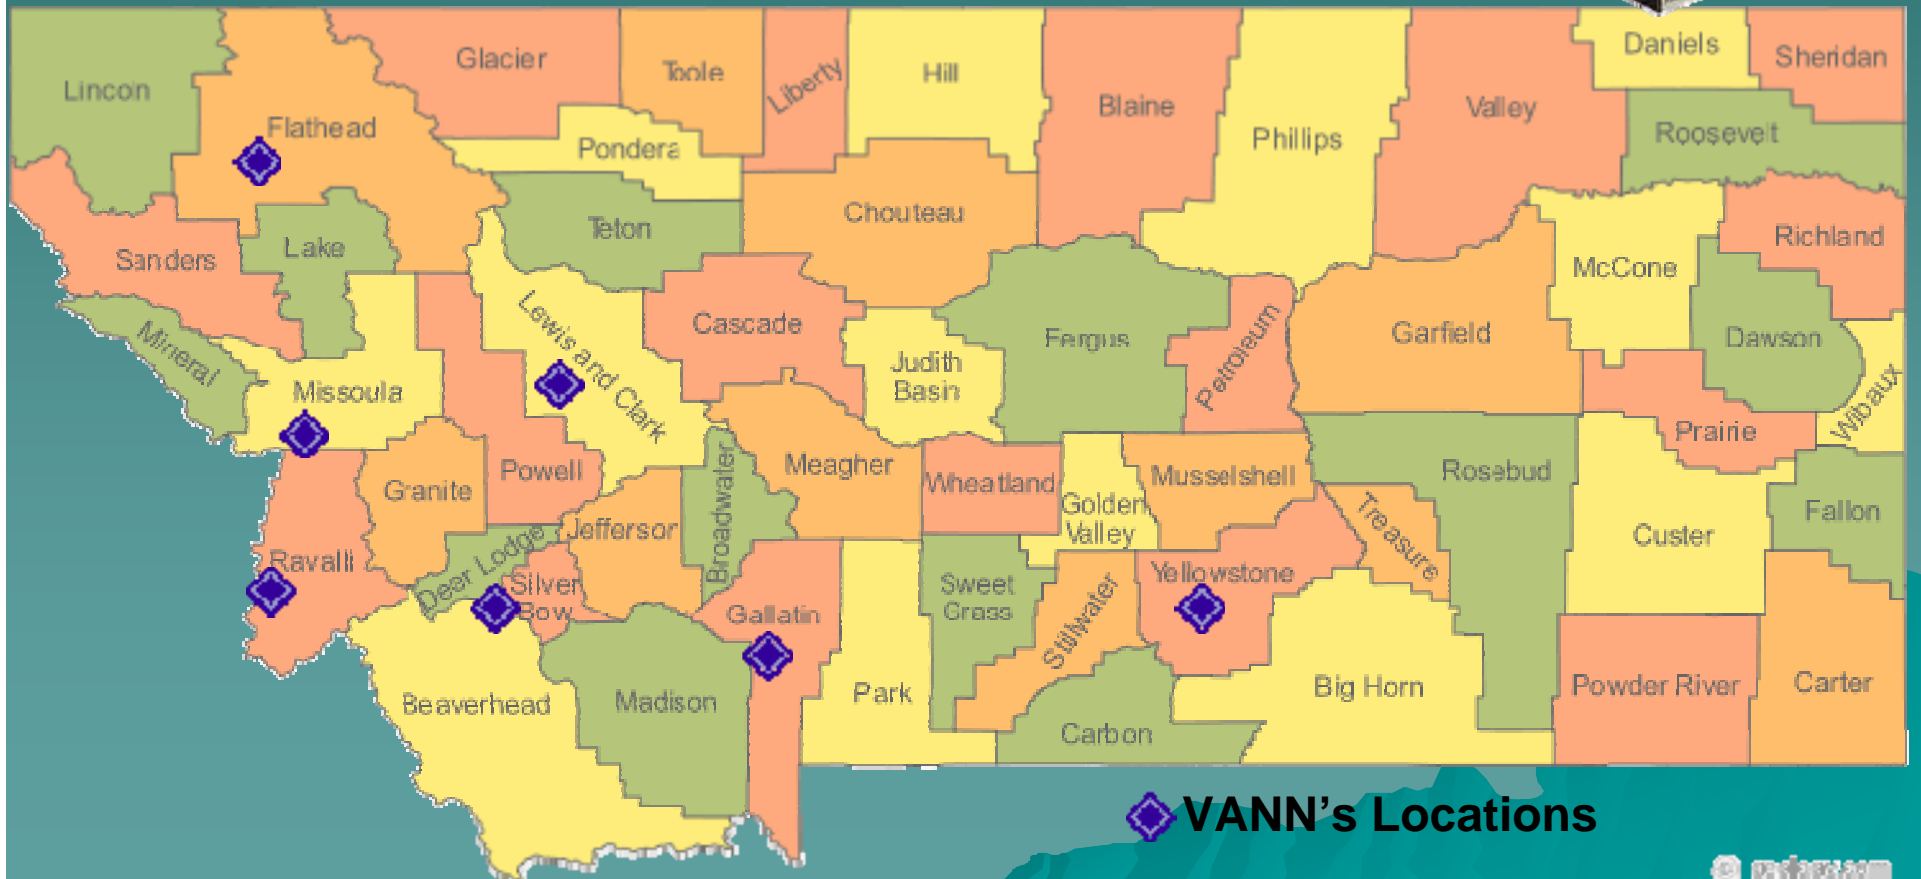 Lincoln
Flathead
Glacier
Toole
Liberty
Hill
Blaine
Phillips
Valley
Daniels
Sheridan
Roosevelt
Pondera
Teton
Chouteau
Sanders
Lake
Mineral
Missoula
Lewis and Clark
Cascade
Judith
Basin
Fergus
Petroleum
Garfield
McCone
Richland
Dawson
Wibaux
Prairie
Powell
Granite
Ravalli
Deer Lodge
Silver
Bow
Jefferson
Broadwater
Meagher
Wheatland
Golden
Valley
Musselshell
Rosebud
Treasure
Custer
Fallon
Beaverhead
Madison
Gallatin
Park
Sweet
Grass
Stillwater
Yellowstone
Carbon
Big Horn
Powder River
Carter
VANN's Locations